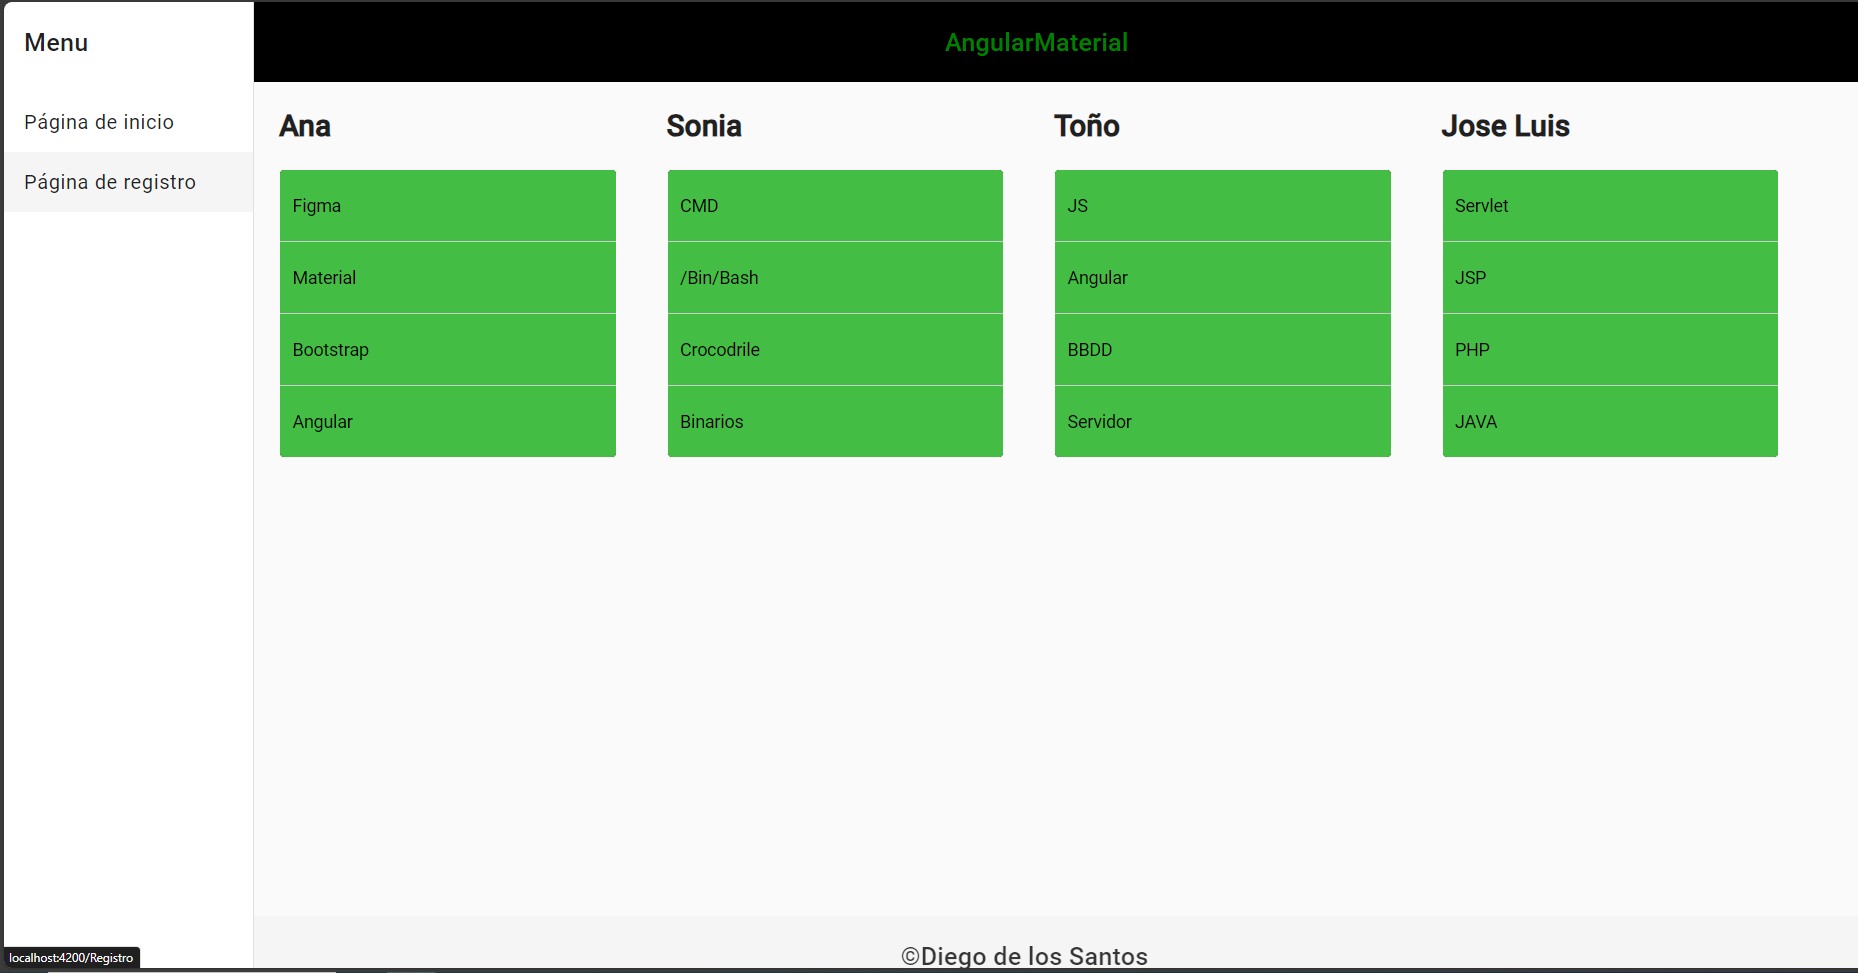 Menu
AngularMaterial
Página de inicio
Página de registro
Ana
Figma
Material
Bootstrap
Angular
Sonia
CMD
/Bin/Bash
Crocodrile
Binarios
Toño
JS
Angular
BBDD
Servidor
Jose Luis
Servlet
JSP
PHP
JAVA
©Diego de los Santos
localhost:4200/Registro